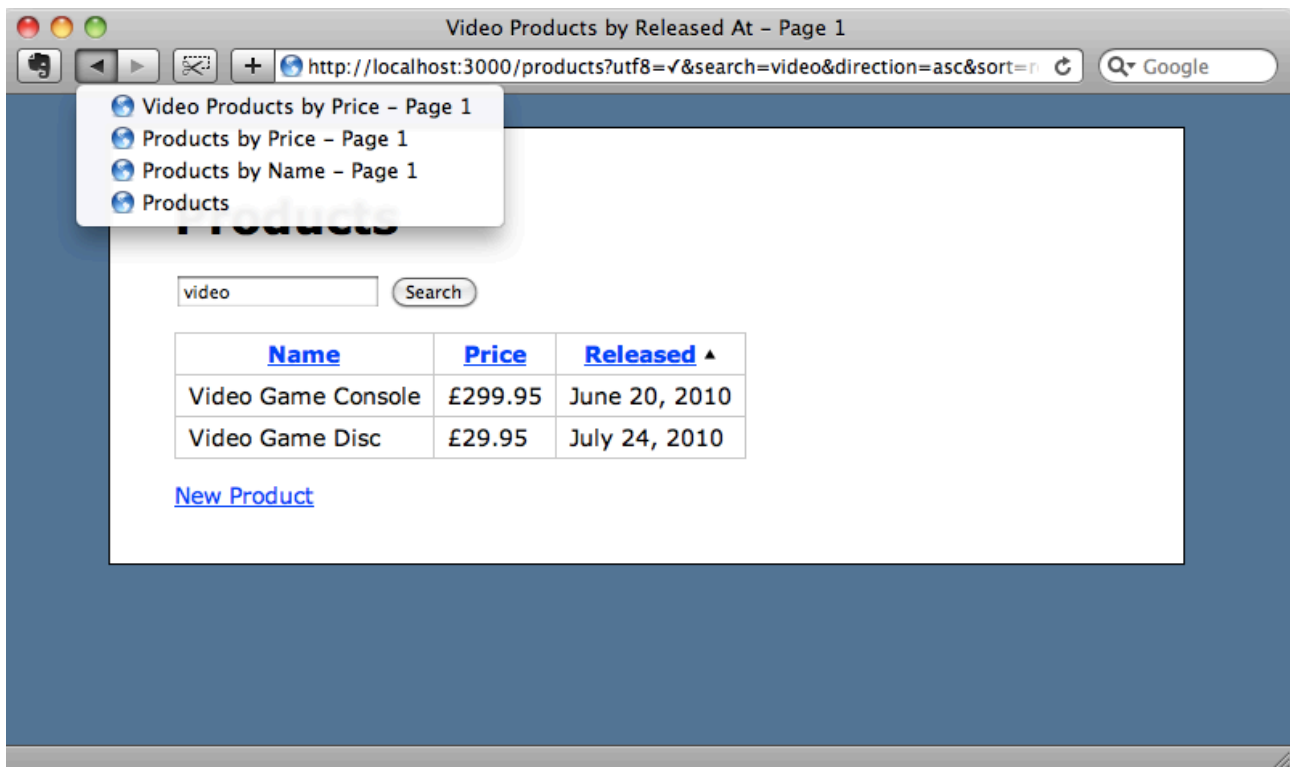 Video Products by Released At – Page 1
http://localhost:3000/products?utf8=✓&search=video&direction=asc&sort=
Google
Video Products by Price – Page 1
Products by Price – Page 1
Products by Name – Page 1
Products
Products
video Search
Name Price Released ▲
Video Game Console £299.95 June 20, 2010
Video Game Disc £29.95 July 24, 2010
New Product